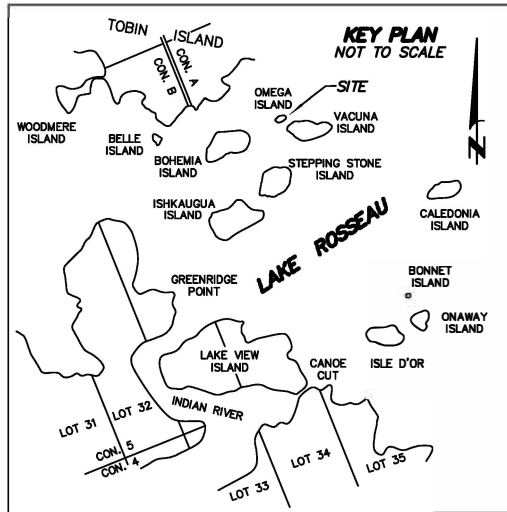 TOBIN ISLAND
KEY PLAN
NOT TO SCALE
CON. A
CON. B
SITE
OMEGA
ISLAND
VACUNA
ISLAND
WOODMERE
ISLAND
BELLE
ISLAND
BOHEMIA
ISLAND
STEPPING STONE
ISLAND
N
ISHKAUGUA
ISLAND
CALEDONIA
ISLAND
LAKE ROSSEAU
GREENRIDGE
POINT
BONNET
ISLAND
ONAWAY
ISLAND
LAKE VIEW
ISLAND
CANOE
CUT
ISLE D'OR
INDIAN RIVER
LOT 31
LOT 32
CON. 5
CON. 4
LOT 33
LOT 34
LOT 35